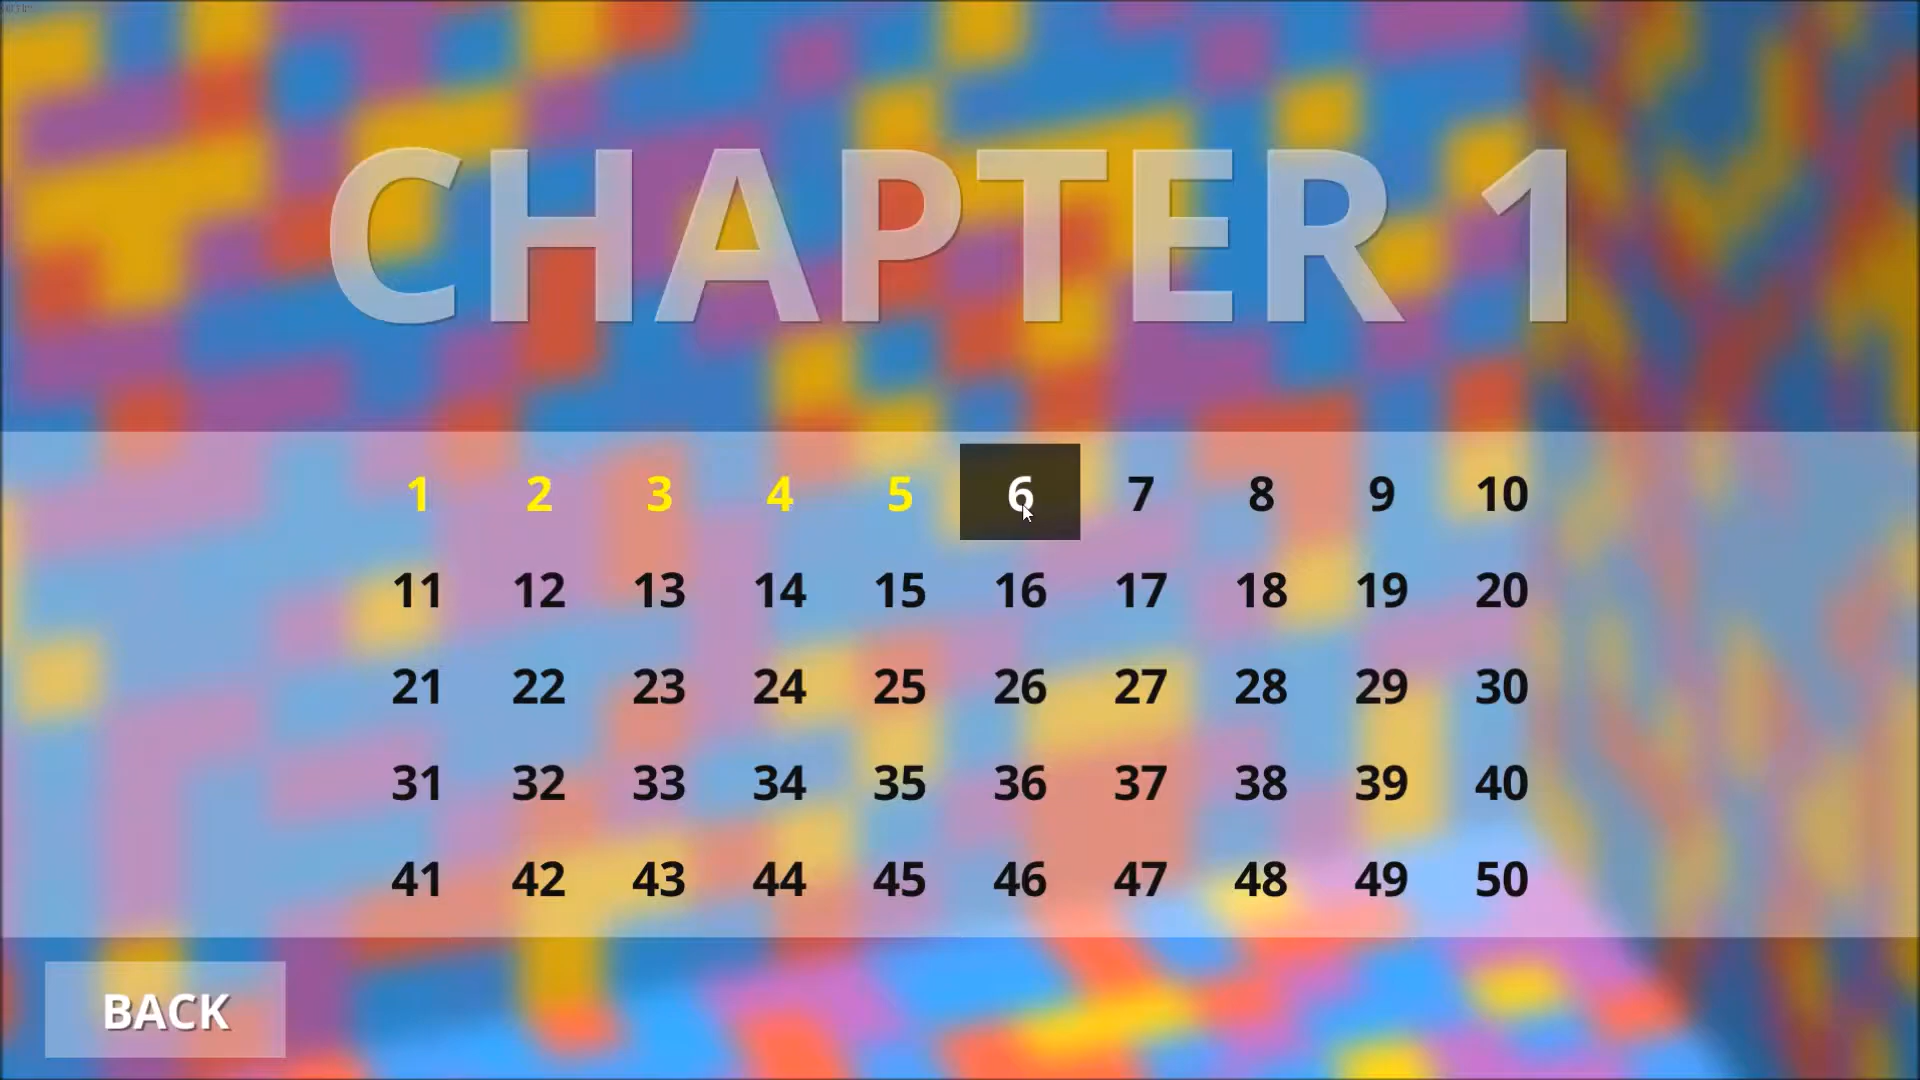 CHAPTER 1
1 2 3 4 5 6 7 8 9 10
11 12 13 14 15 16 17 18 19 20
21 22 23 24 25 26 27 28 29 30
31 32 33 34 35 36 37 38 39 40
41 42 43 44 45 46 47 48 49 50
BACK